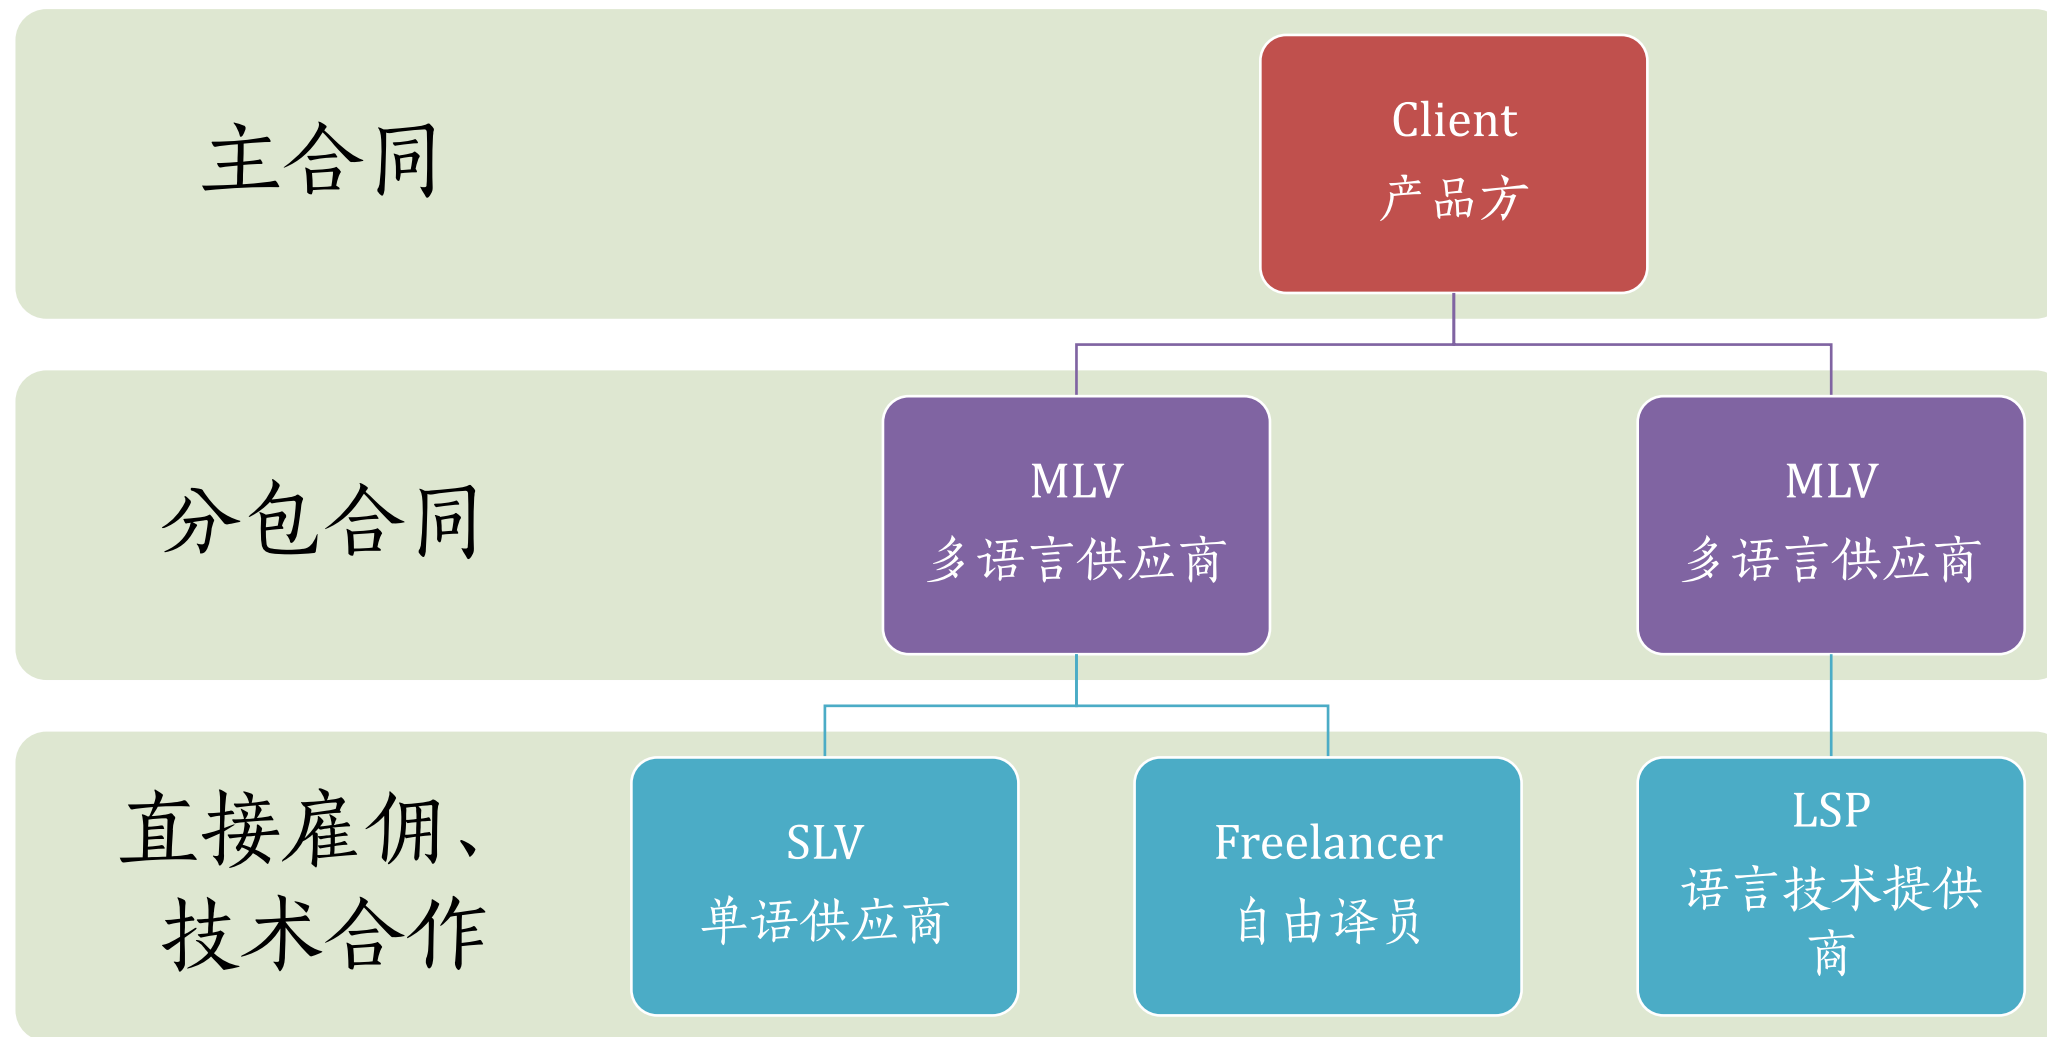 主合同
Client
产品方
分包合同
MLV
多语言供应商
MLV
多语言供应商
直接雇佣、
技术合作
SLV
单语供应商
Freelancer
自由译员
LSP
语言技术提供
商